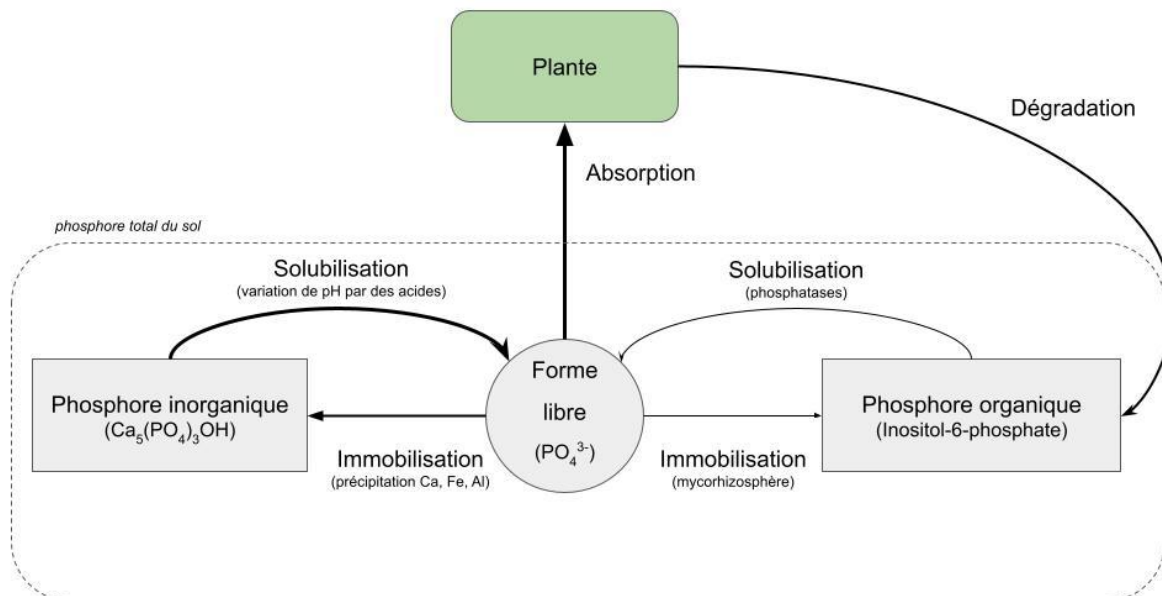 Plante
Dégradation
Absorption
phosphore total du sol
Solubilisation
(variation de pH par des acides)
Solubilisation
(phosphatases)
Phosphore inorganique
(Ca₅(PO₄)₃OH)
Forme
libre
(PO₄³⁻)
Phosphore organique
(Inositol-6-phosphate)
Immobilisation
(précipitation Ca, Fe, Al)
Immobilisation
(mycorhizosphère)